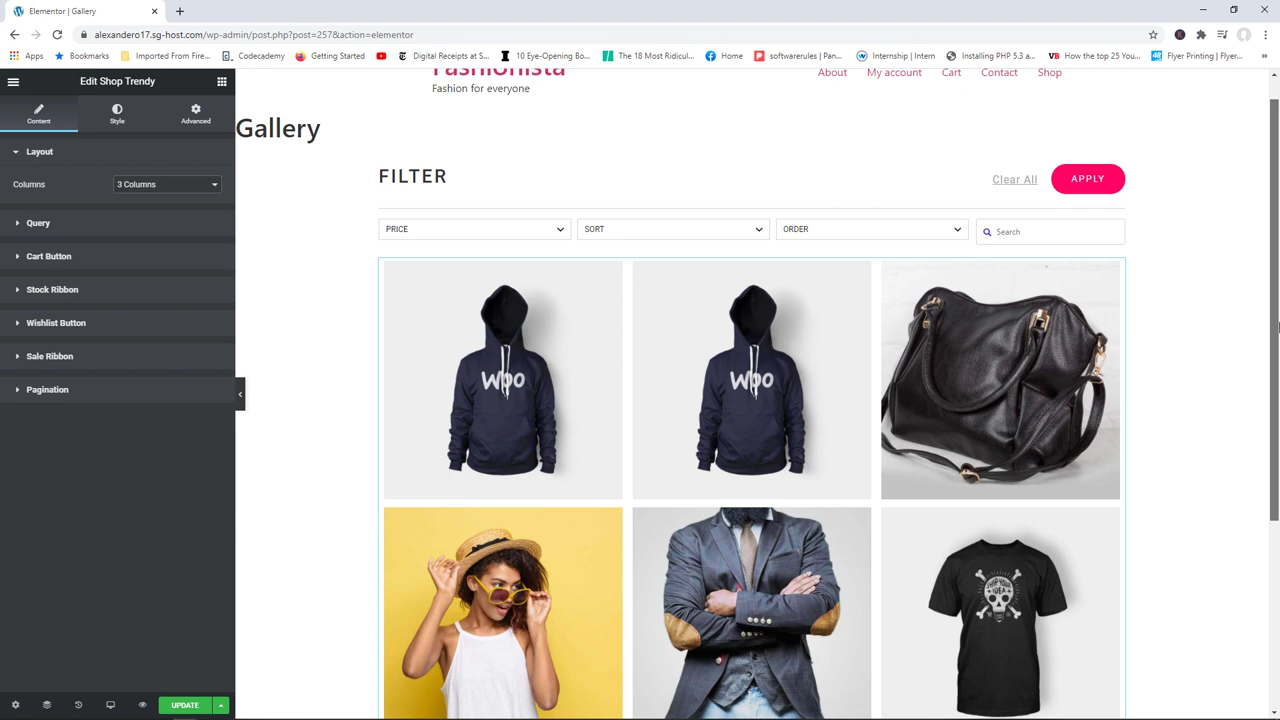 Elementor | Gallery
alexandero17.sg-host.com/wp-admin/post.php?post=257&action=elementor
Apps
Bookmarks
Imported From Fire...
Codecademy
Getting Started
Digital Receipts at S...
10 Eye-Opening Bo...
The 18 Most Ridicul...
Home
softwarerules | Pan...
Internship | Intern
Installing PHP 5.3 a...
How the top 25 You...
Flyer Printing | Flyer...
Edit Shop Trendy
Content
Style
Advanced
Layout
Columns
3 Columns
Query
Cart Button
Stock Ribbon
Wishlist Button
Sale Ribbon
Pagination
UPDATE
Fashionista
Fashion for everyone
About
My account
Cart
Contact
Shop
Gallery
FILTER
Clear All
APPLY
PRICE
SORT
ORDER
Search
Woo
Woo